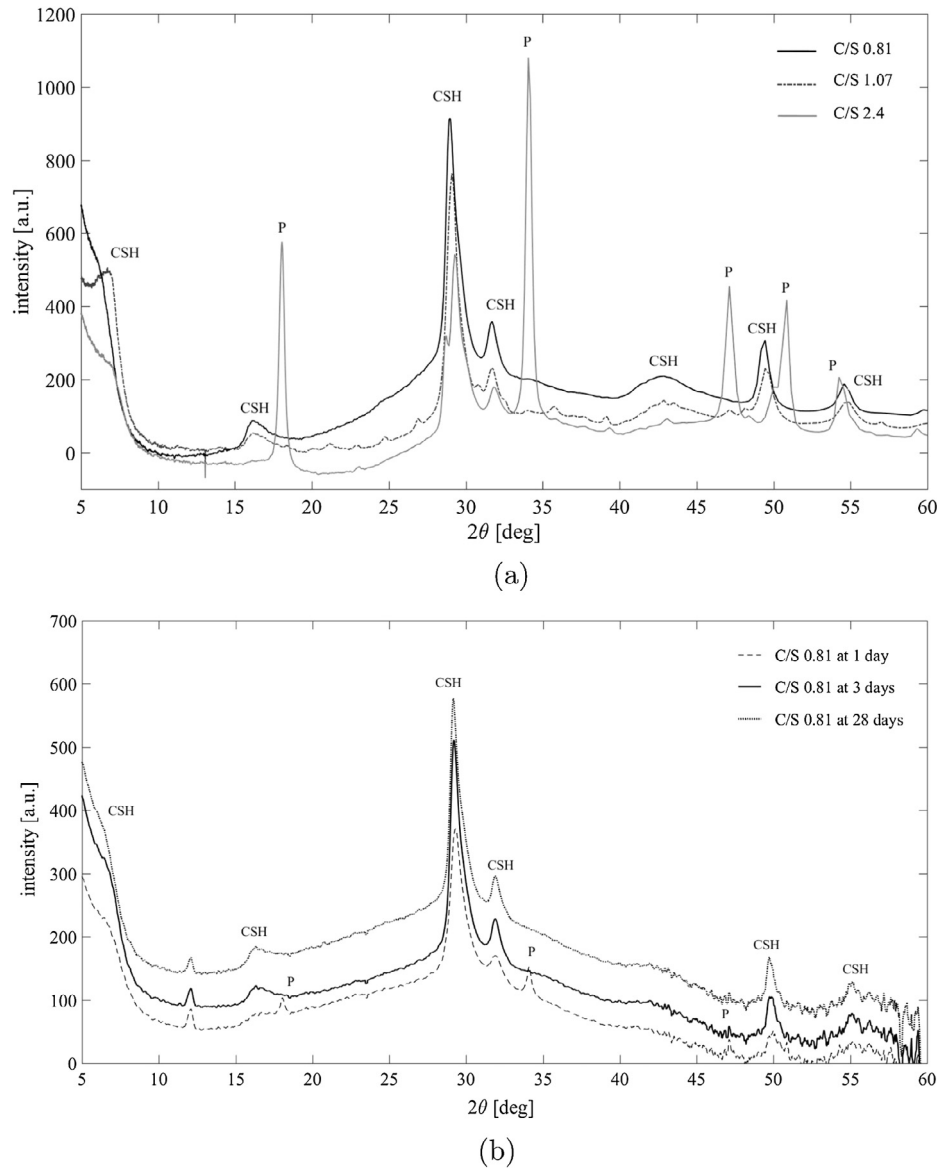 1200
1000
800
600
400
200
0
intensity [a.u.]
C/S 0.81
C/S 1.07
C/S 2.4
CSH
CSH
P
CSH
CSH
P
CSH
P
CSH
P
P
CSH
5 10 15 20 25 30 35 40 45 50 55 60
2θ [deg]
(a)
700
600
500
400
300
200
100
0
intensity [a.u.]
C/S 0.81 at 1 day
C/S 0.81 at 3 days
C/S 0.81 at 28 days
CSH
CSH
P
CSH
CSH
P
P
CSH
CSH
5 10 15 20 25 30 35 40 45 50 55 60
2θ [deg]
(b)